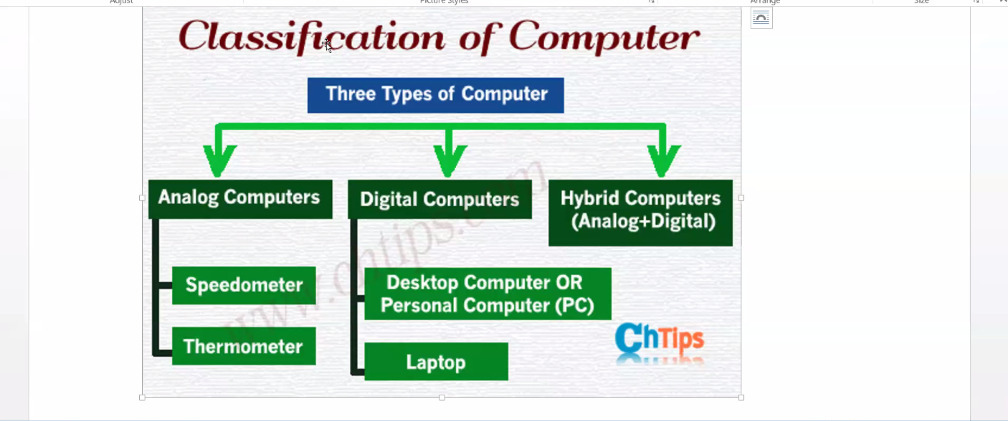 Adjust
Picture Styles
Arrange
Size
Classification of Computer
Three Types of Computer
Analog Computers
Digital Computers
Hybrid Computers
(Analog+Digital)
Speedometer
Thermometer
Desktop Computer OR
Personal Computer (PC)
Laptop
ChTips
www.chtips.com